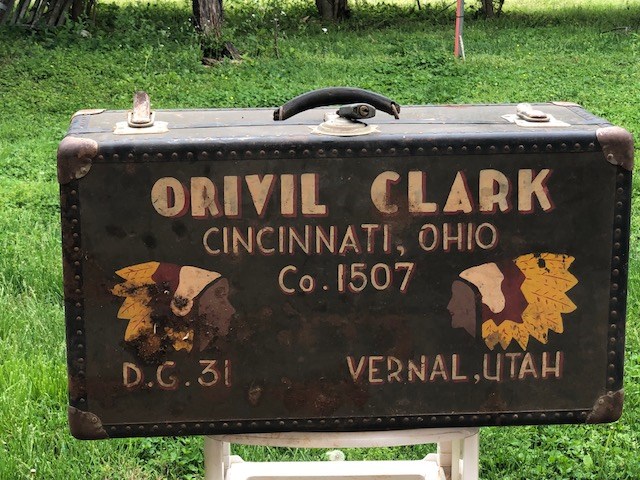 ORIVIL CLARK
CINCINNATI, OHIO
Co. 1507
D.G. 31 VERNAL, UTAH